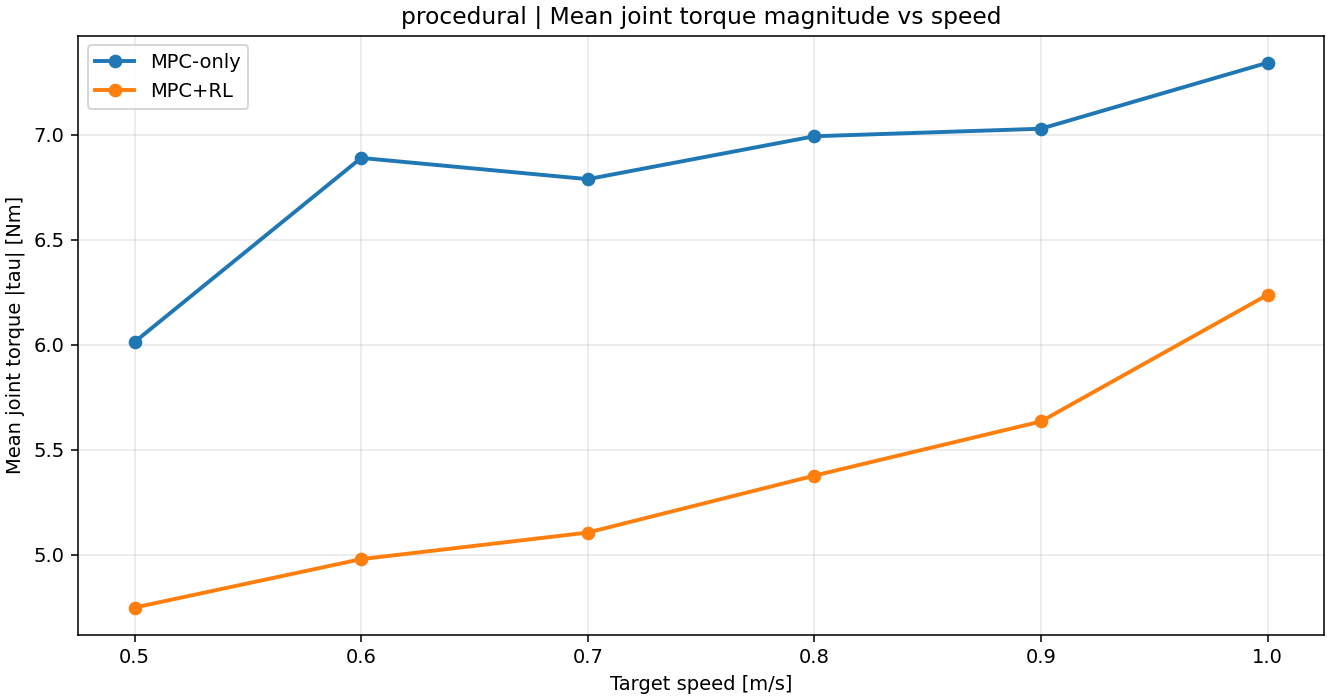 procedural | Mean joint torque magnitude vs speed
MPC-only
MPC+RL
Mean joint torque |tau| [Nm]
7.0
6.5
6.0
5.5
5.0
0.5 0.6 0.7 0.8 0.9 1.0
Target speed [m/s]